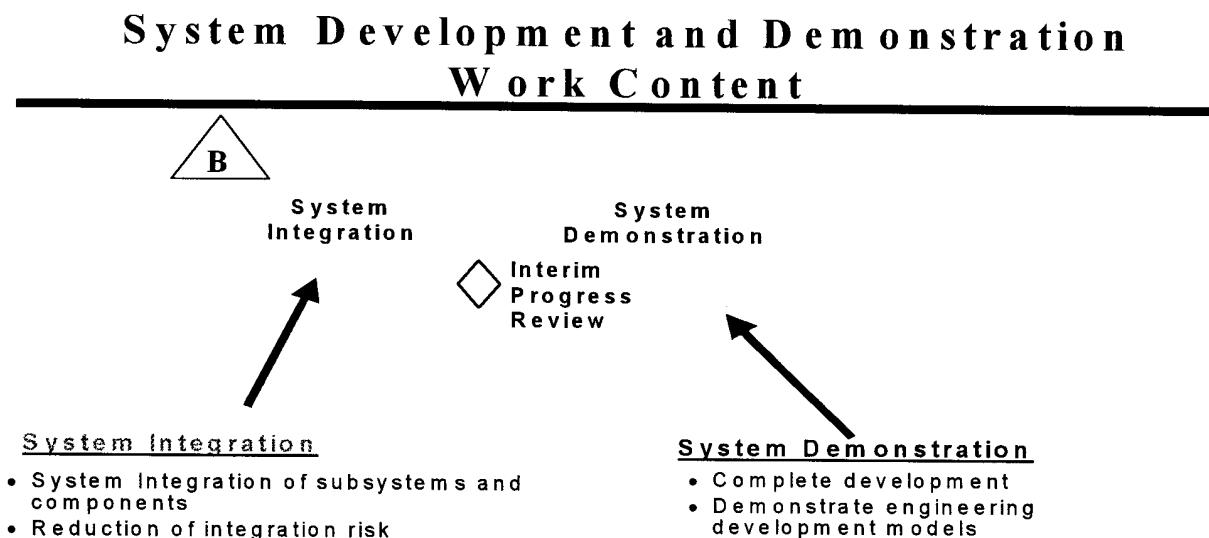 System Development and Demonstration
Work Content
B
System
Integration
System
Demonstration
Interim
Progress
Review
System Integration
• System Integration of subsystems and
components
• Reduction of integration risk
System Demonstration
• Complete development
• Demonstrate engineering
development models